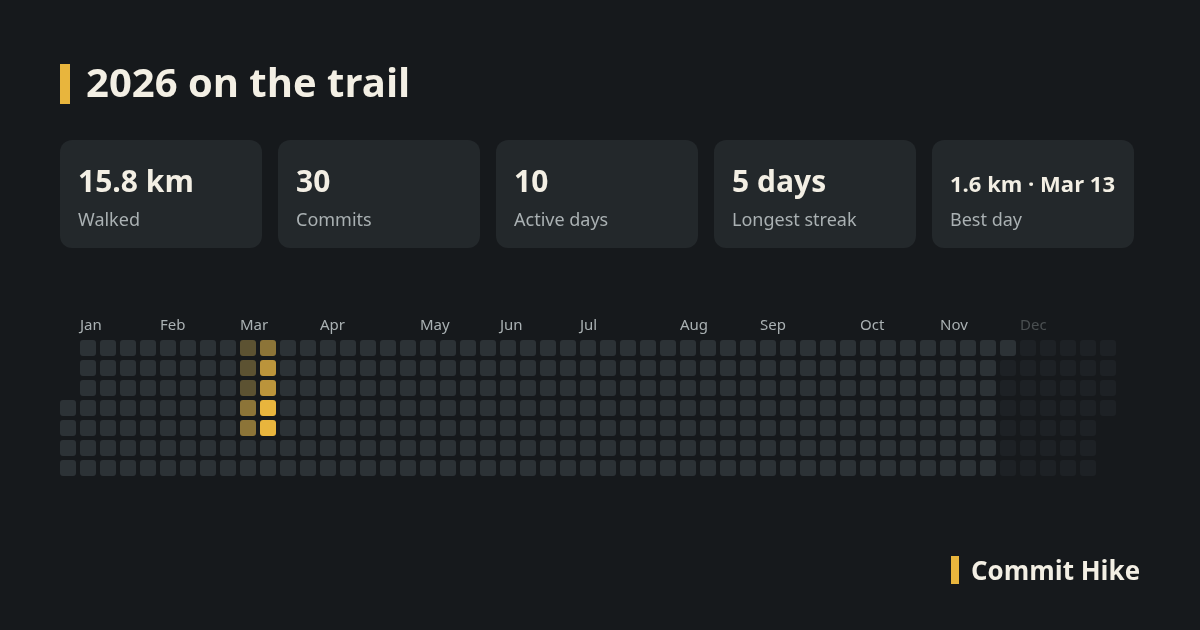 2026 on the trail
15.8 km
Walked
30
Commits
10
Active days
5 days
Longest streak
1.6 km · Mar 13
Best day
Jan Feb Mar Apr May Jun Jul Aug Sep Oct Nov Dec
Commit Hike